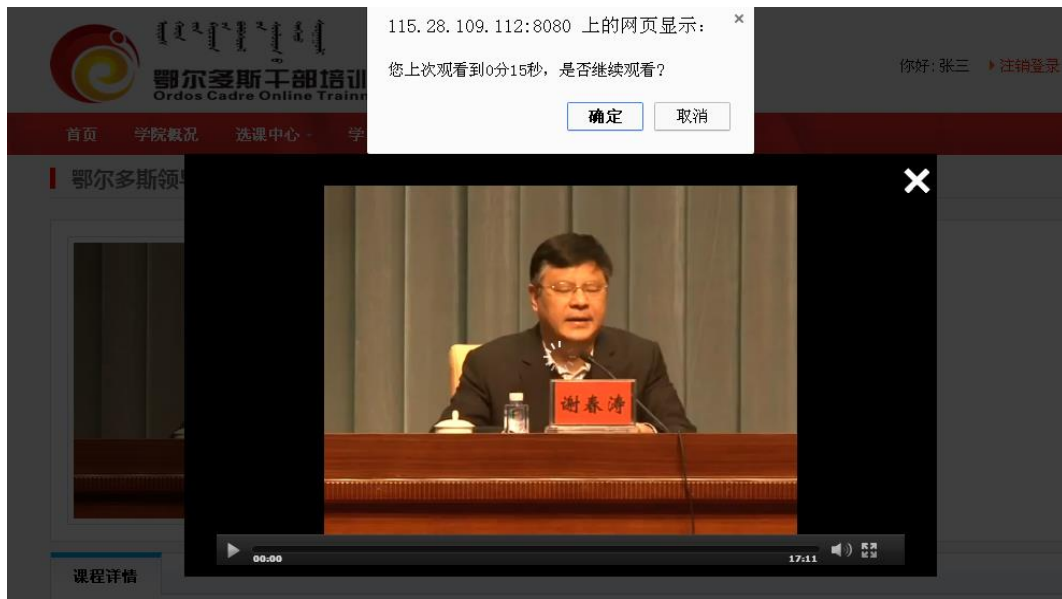 115.28.109.112:8080 上的网页显示:
×
您上次观看到0分15秒，是否继续观看?
确定
取消
鄂尔多斯干部培训
Ordos Cadre Online Trainn
你好:张三
注销登录
首页
学院概况
选课中心
学
鄂尔多斯领导
谢春涛
00:00
17:11
课程详情